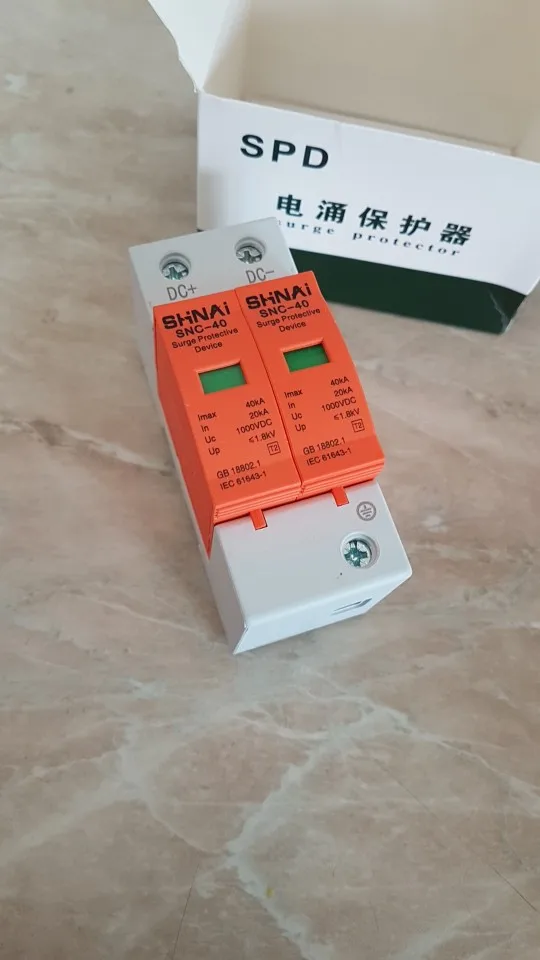 SPD
电涌保护器
surge protector
DC+
DC-
SHNAi
SNC-40
Surge Protective
Device
Imax 40kA
In 20kA
Uc 1000VDC
Up ≤1.8kV
T2
GB 18802.1
IEC 61643-1
SHNAi
SNC-40
Surge Protective
Device
Imax 40kA
In 20kA
Uc 1000VDC
Up ≤1.8kV
T2
GB 18802.1
IEC 61643-1